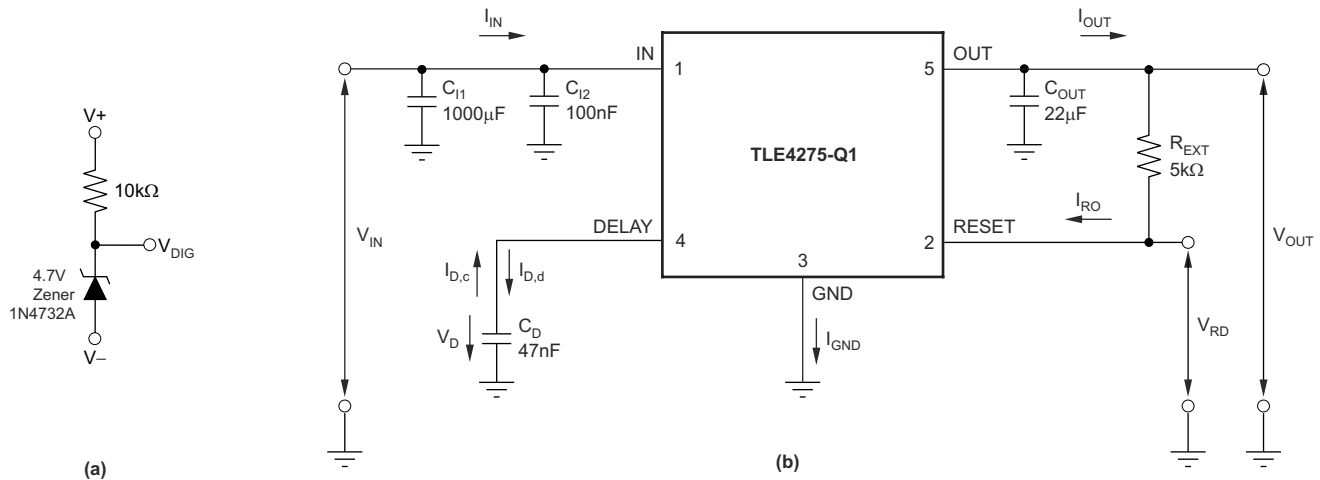 V+
10kΩ
V_DIG
4.7V
Zener
1N4732A
V–
(a)
I_IN
I_OUT
IN
1
OUT
5
C_I1
1000μF
C_I2
100nF
C_OUT
22μF
TLE4275-Q1
R_EXT
5kΩ
I_RO
DELAY
4
RESET
2
V_IN
V_OUT
3
GND
I_D,c
I_D,d
V_D
C_D
47nF
I_GND
V_RD
(b)